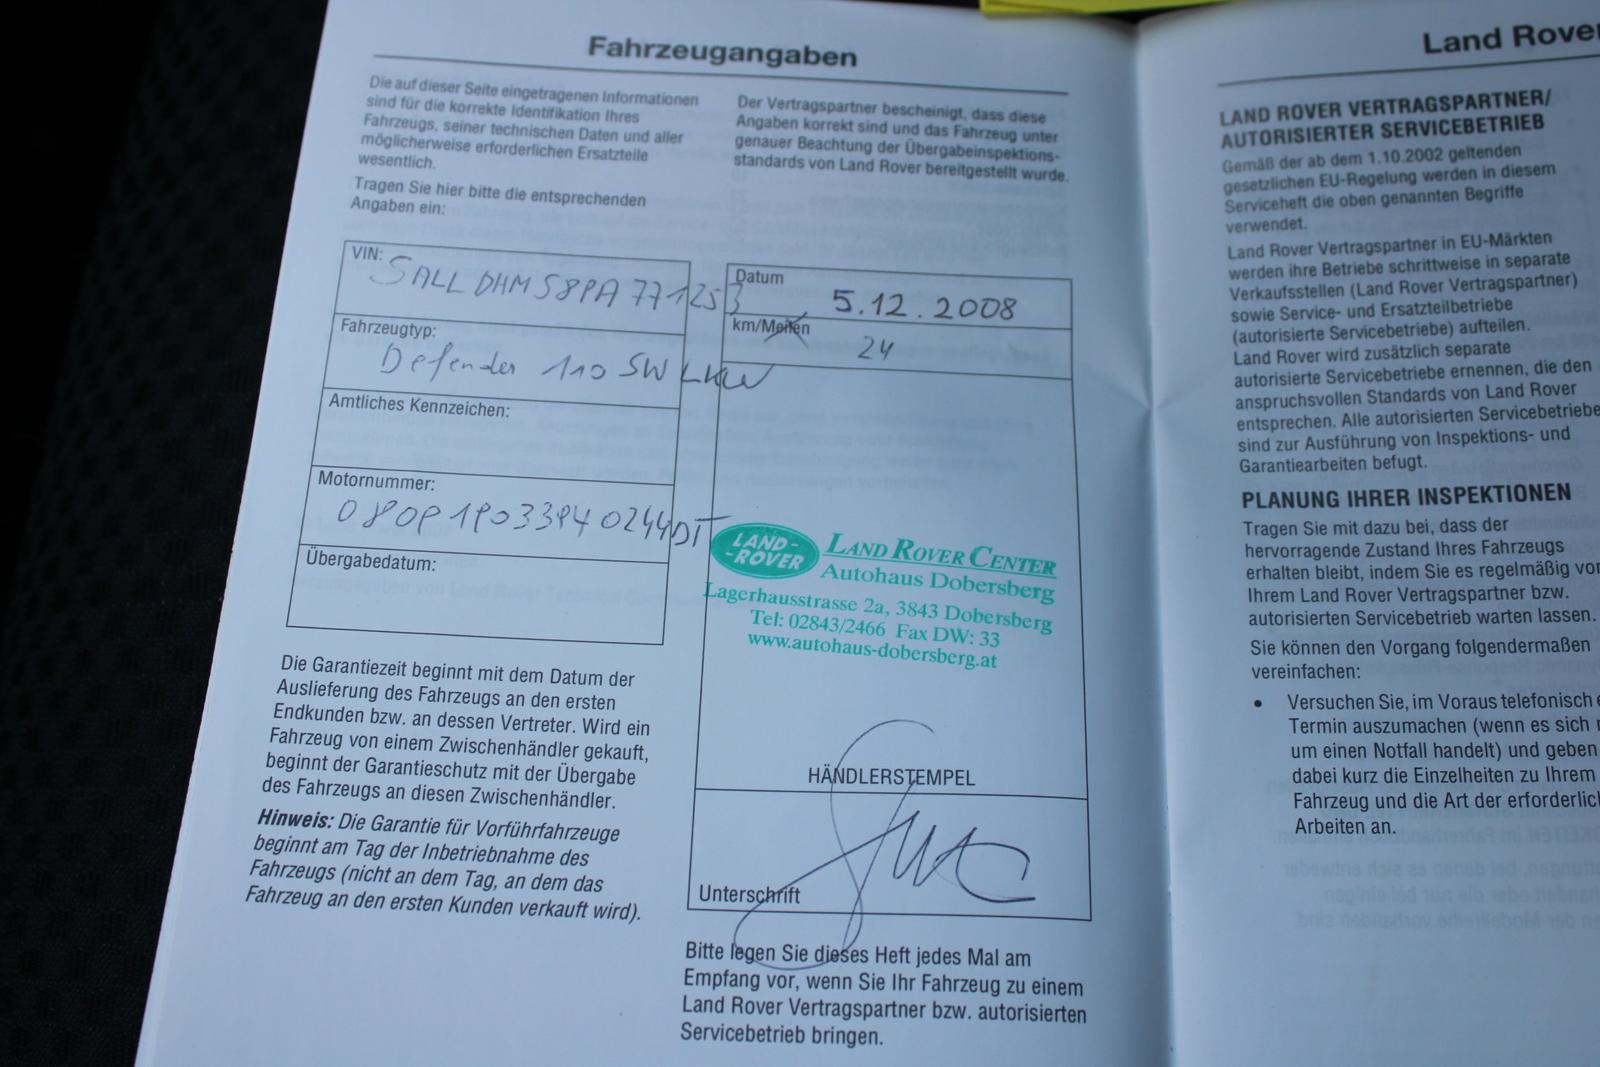 Fahrzeugangaben
Die auf dieser Seite eingetragenen Informationen
sind für die korrekte Identifikation Ihres
Fahrzeugs, seiner technischen Daten und aller
möglicherweise erforderlichen Ersatzteile
wesentlich.
Tragen Sie hier bitte die entsprechenden
Angaben ein:
VIN:
SALLDHMS8PA771253
Fahrzeugtyp:
Defender 110 SW LKW
Amtliches Kennzeichen:
Motornummer:
Übergabedatum:
Die Garantiezeit beginnt mit dem Datum der
Auslieferung des Fahrzeugs an den ersten
Endkunden bzw. an dessen Vertreter. Wird ein
Fahrzeug von einem Zwischenhändler gekauft,
beginnt der Garantieschutz mit der Übergabe
des Fahrzeugs an diesen Zwischenhändler.
Hinweis: Die Garantie für Vorführfahrzeuge
beginnt am Tag der Inbetriebnahme des
Fahrzeugs (nicht an dem Tag, an dem das
Fahrzeug an den ersten Kunden verkauft wird).
Der Vertragspartner bescheinigt, dass diese
Angaben korrekt sind und das Fahrzeug unter
genauer Beachtung der Übergabeinspektions-
standards von Land Rover bereitgestellt wurde.
Datum
5.12.2008
km/Meilen
24
LAND-
-ROVER
LAND ROVER CENTER
Autohaus Dobersberg
Lagerhausstrasse 2a, 3843 Dobersberg
Tel: 02843/2466 Fax DW: 33
www.autohaus-dobersberg.at
HÄNDLERSTEMPEL
Unterschrift
Bitte legen Sie dieses Heft jedes Mal am
Empfang vor, wenn Sie Ihr Fahrzeug zu einem
Land Rover Vertragspartner bzw. autorisierten
Servicebetrieb bringen.
Land Rove
LAND ROVER VERTRAGSPARTNER/
AUTORISIERTER SERVICEBETRIEB
Gemäß der ab dem 1.10.2002 geltenden
gesetzlichen EU-Regelung werden in diesem
Serviceheft die oben genannten Begriffe
verwendet.
Land Rover Vertragspartner in EU-Märkten
werden ihre Betriebe schrittweise in separate
Verkaufsstellen (Land Rover Vertragspartner)
sowie Service- und Ersatzteilbetriebe
(autorisierte Servicebetriebe) aufteilen.
Land Rover wird zusätzlich separate
autorisierte Servicebetriebe ernennen, die den
anspruchsvollen Standards von Land Rover
entsprechen. Alle autorisierten Servicebetriebe
sind zur Ausführung von Inspektions- und
Garantiearbeiten befugt.
PLANUNG IHRER INSPEKTIONEN
Tragen Sie mit dazu bei, dass der
hervorragende Zustand Ihres Fahrzeugs
erhalten bleibt, indem Sie es regelmäßig vo
Ihrem Land Rover Vertragspartner bzw.
autorisierten Servicebetrieb warten lassen.
Sie können den Vorgang folgendermaßen
vereinfachen:
• Versuchen Sie, im Voraus telefonisch e
Termin auszumachen (wenn es sich
um einen Notfall handelt) und geben
dabei kurz die Einzelheiten zu Ihrem
Fahrzeug und die Art der erforderlic
Arbeiten an.